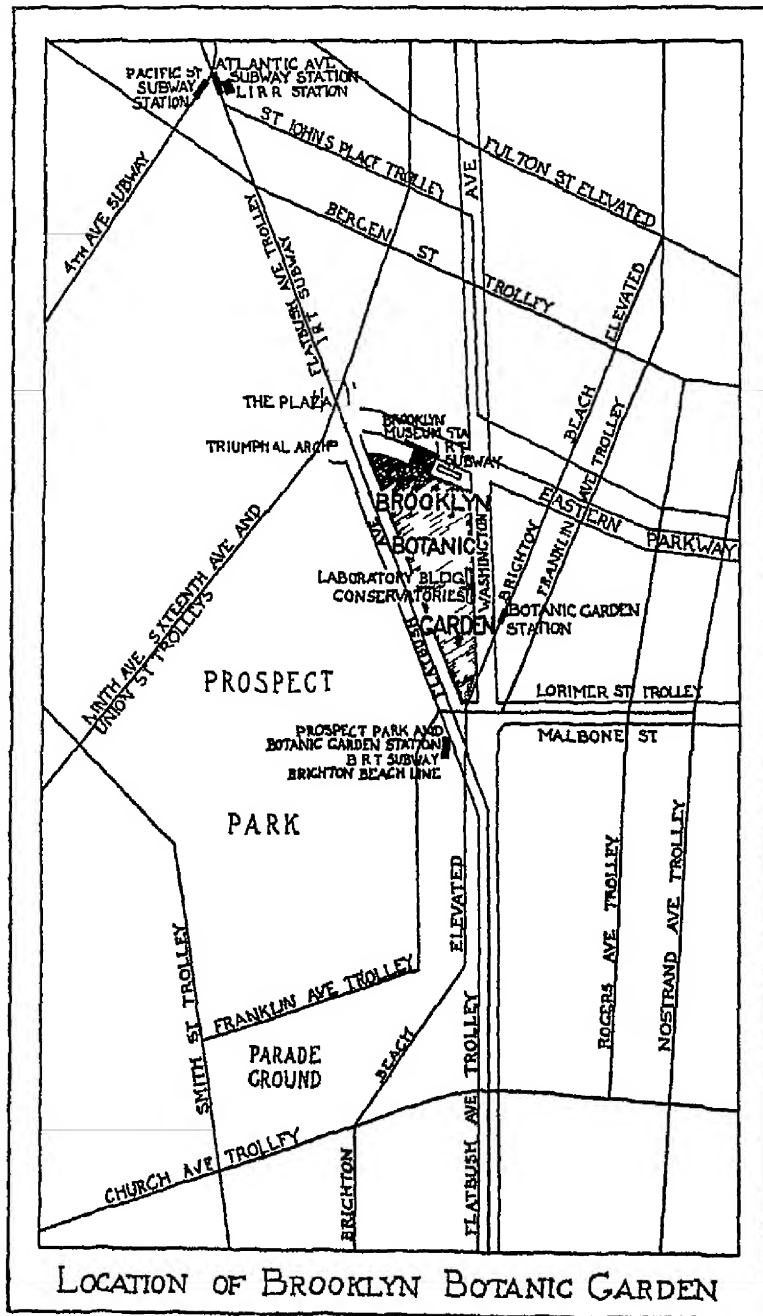 PACIFIC ST
SUBWAY
STATION
ATLANTIC AVE
SUBWAY STATION
L I R R STATION
4TH AVE SUBWAY
ST JOHNS PLACE TROLLEY
AVE
FULTON ST ELEVATED
BERGEN ST TROLLEY
FLATBUSH AVE TROLLEY
I R T SUBWAY
BEACH ELEVATED
THE PLAZA
TRIUMPHAL ARCH
BROOKLYN
MUSEUM STA
I R T
SUBWAY
BROOKLYN
BOTANIC
GARDEN
LABORATORY BLDG
CONSERVATORIES
WASHINGTON
BRIGHTON
FRANKLIN AVE TROLLEY
EASTERN PARKWAY
BOTANIC GARDEN
STATION
FLATBUSH AVE
NINTH AVE SIXTEENTH AVE AND
UNION ST TROLLEYS
PROSPECT
PARK
LORIMER ST TROLLEY
MALBONE ST
PROSPECT PARK AND
BOTANIC GARDEN STATION
B R T SUBWAY
BRIGHTON BEACH LINE
ELEVATED
SMITH ST TROLLEY
FRANKLIN AVE TROLLEY
PARADE
GROUND
BEACH
BRIGHTON
FLATBUSH AVE TROLLEY
ROGERS AVE TROLLEY
NOSTRAND AVE TROLLEY
CHURCH AVE TROLLEY
LOCATION OF BROOKLYN BOTANIC GARDEN